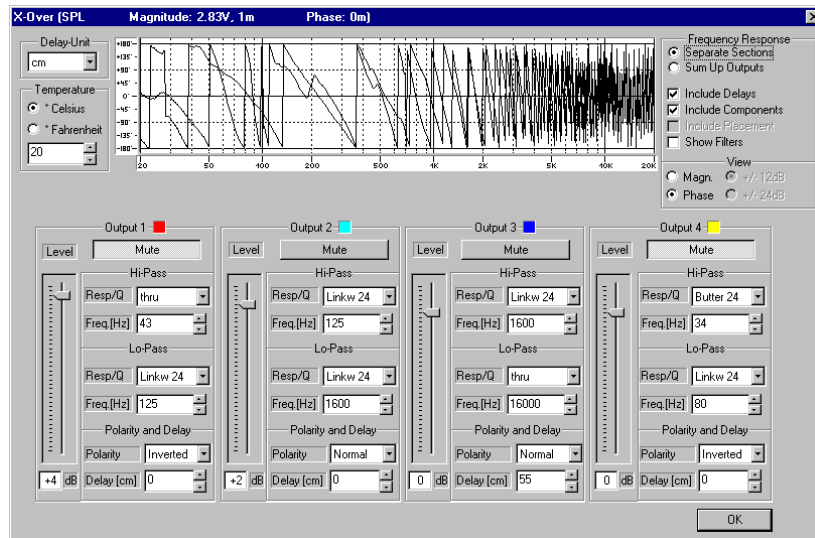 X-Over (SPL Magnitude: 2.83V, 1m Phase: 0m)
Delay-Unit
cm
Temperature
° Celsius
° Fahrenheit
20
+180°
+135°
+90°
+45°
0°
-45°
-90°
-135°
-180°
20 50 100 200 500 1K 2K 5K 10K 20K
Frequency Response
Separate Sections
Sum Up Outputs
Include Delays
Include Components
Include Placement
Show Filters
View
Magn. +/- 12dB
Phase +/- 24dB
Output 1
Level Mute
Hi-Pass
Resp/Q thru
Freq.[Hz] 43
Lo-Pass
Resp/Q Linkw 24
Freq.[Hz] 125
Polarity and Delay
Polarity Inverted
+4 dB Delay [cm] 0
Output 2
Level Mute
Hi-Pass
Resp/Q Linkw 24
Freq.[Hz] 125
Lo-Pass
Resp/Q Linkw 24
Freq.[Hz] 1600
Polarity and Delay
Polarity Normal
+2 dB Delay [cm] 0
Output 3
Level Mute
Hi-Pass
Resp/Q Linkw 24
Freq.[Hz] 1600
Lo-Pass
Resp/Q thru
Freq.[Hz] 16000
Polarity and Delay
Polarity Normal
0 dB Delay [cm] 55
Output 4
Level Mute
Hi-Pass
Resp/Q Butter 24
Freq.[Hz] 34
Lo-Pass
Resp/Q Linkw 24
Freq.[Hz] 80
Polarity and Delay
Polarity Inverted
0 dB Delay [cm] 0
OK